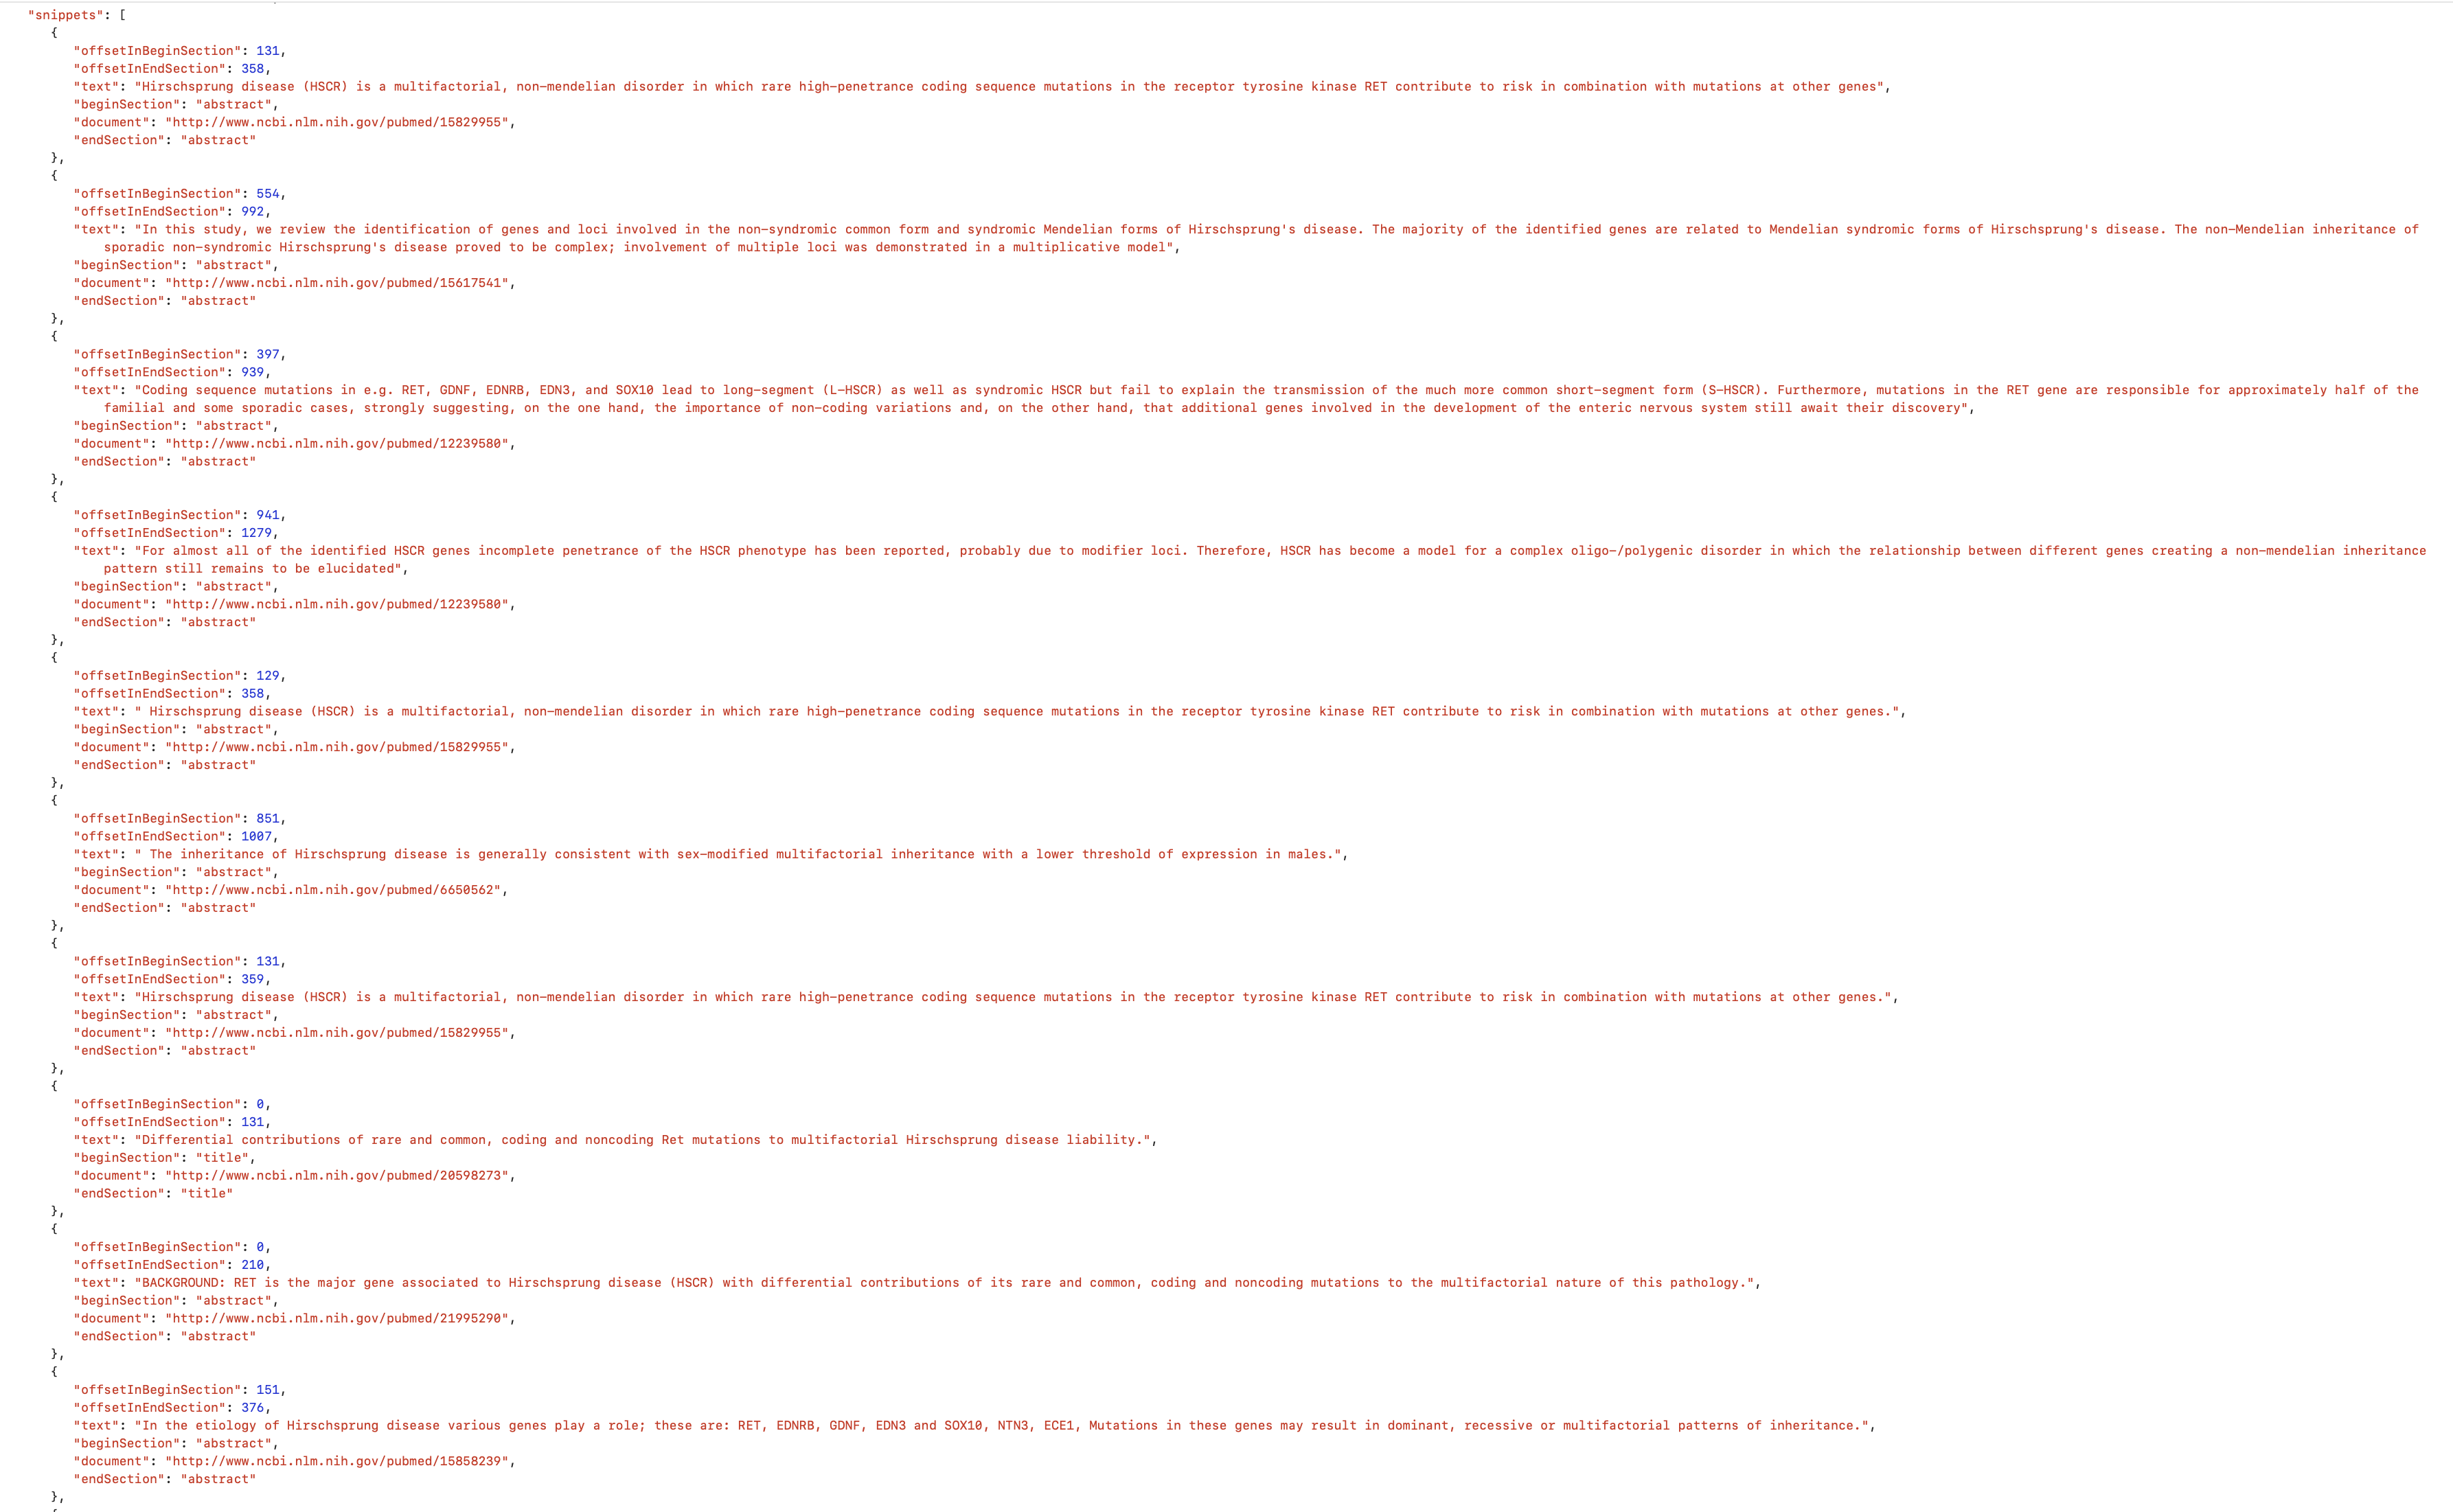 "snippets": [
{
"offsetInBeginSection": 131,
"offsetInEndSection": 358,
"text": "Hirschsprung disease (HSCR) is a multifactorial, non-mendelian disorder in which rare high-penetrance coding sequence mutations in the receptor tyrosine kinase RET contribute to risk in combination with mutations at other genes",
"beginSection": "abstract",
"document": "http://www.ncbi.nlm.nih.gov/pubmed/15829955",
"endSection": "abstract"
},
{
"offsetInBeginSection": 554,
"offsetInEndSection": 992,
"text": "In this study, we review the identification of genes and loci involved in the non-syndromic common form and syndromic Mendelian forms of Hirschsprung's disease. The majority of the identified genes are related to Mendelian syndromic forms of Hirschsprung's disease. The non-Mendelian inheritance of
sporadic non-syndromic Hirschsprung's disease proved to be complex; involvement of multiple loci was demonstrated in a multiplicative model",
"beginSection": "abstract",
"document": "http://www.ncbi.nlm.nih.gov/pubmed/15617541",
"endSection": "abstract"
},
{
"offsetInBeginSection": 397,
"offsetInEndSection": 939,
"text": "Coding sequence mutations in e.g. RET, GDNF, EDNRB, EDN3, and SOX10 lead to long-segment (L-HSCR) as well as syndromic HSCR but fail to explain the transmission of the much more common short-segment form (S-HSCR). Furthermore, mutations in the RET gene are responsible for approximately half of the
familial and some sporadic cases, strongly suggesting, on the one hand, the importance of non-coding variations and, on the other hand, that additional genes involved in the development of the enteric nervous system still await their discovery",
"beginSection": "abstract",
"document": "http://www.ncbi.nlm.nih.gov/pubmed/12239580",
"endSection": "abstract"
},
{
"offsetInBeginSection": 941,
"offsetInEndSection": 1279,
"text": "For almost all of the identified HSCR genes incomplete penetrance of the HSCR phenotype has been reported, probably due to modifier loci. Therefore, HSCR has become a model for a complex oligo-/polygenic disorder in which the relationship between different genes creating a non-mendelian inheritance
pattern still remains to be elucidated",
"beginSection": "abstract",
"document": "http://www.ncbi.nlm.nih.gov/pubmed/12239580",
"endSection": "abstract"
},
{
"offsetInBeginSection": 129,
"offsetInEndSection": 358,
"text": " Hirschsprung disease (HSCR) is a multifactorial, non-mendelian disorder in which rare high-penetrance coding sequence mutations in the receptor tyrosine kinase RET contribute to risk in combination with mutations at other genes.",
"beginSection": "abstract",
"document": "http://www.ncbi.nlm.nih.gov/pubmed/15829955",
"endSection": "abstract"
},
{
"offsetInBeginSection": 851,
"offsetInEndSection": 1007,
"text": " The inheritance of Hirschsprung disease is generally consistent with sex-modified multifactorial inheritance with a lower threshold of expression in males.",
"beginSection": "abstract",
"document": "http://www.ncbi.nlm.nih.gov/pubmed/6650562",
"endSection": "abstract"
},
{
"offsetInBeginSection": 131,
"offsetInEndSection": 359,
"text": "Hirschsprung disease (HSCR) is a multifactorial, non-mendelian disorder in which rare high-penetrance coding sequence mutations in the receptor tyrosine kinase RET contribute to risk in combination with mutations at other genes.",
"beginSection": "abstract",
"document": "http://www.ncbi.nlm.nih.gov/pubmed/15829955",
"endSection": "abstract"
},
{
"offsetInBeginSection": 0,
"offsetInEndSection": 131,
"text": "Differential contributions of rare and common, coding and noncoding Ret mutations to multifactorial Hirschsprung disease liability.",
"beginSection": "title",
"document": "http://www.ncbi.nlm.nih.gov/pubmed/20598273",
"endSection": "title"
},
{
"offsetInBeginSection": 0,
"offsetInEndSection": 210,
"text": "BACKGROUND: RET is the major gene associated to Hirschsprung disease (HSCR) with differential contributions of its rare and common, coding and noncoding mutations to the multifactorial nature of this pathology.",
"beginSection": "abstract",
"document": "http://www.ncbi.nlm.nih.gov/pubmed/21995290",
"endSection": "abstract"
},
{
"offsetInBeginSection": 151,
"offsetInEndSection": 376,
"text": "In the etiology of Hirschsprung disease various genes play a role; these are: RET, EDNRB, GDNF, EDN3 and SOX10, NTN3, ECE1, Mutations in these genes may result in dominant, recessive or multifactorial patterns of inheritance.",
"beginSection": "abstract",
"document": "http://www.ncbi.nlm.nih.gov/pubmed/15858239",
"endSection": "abstract"
},